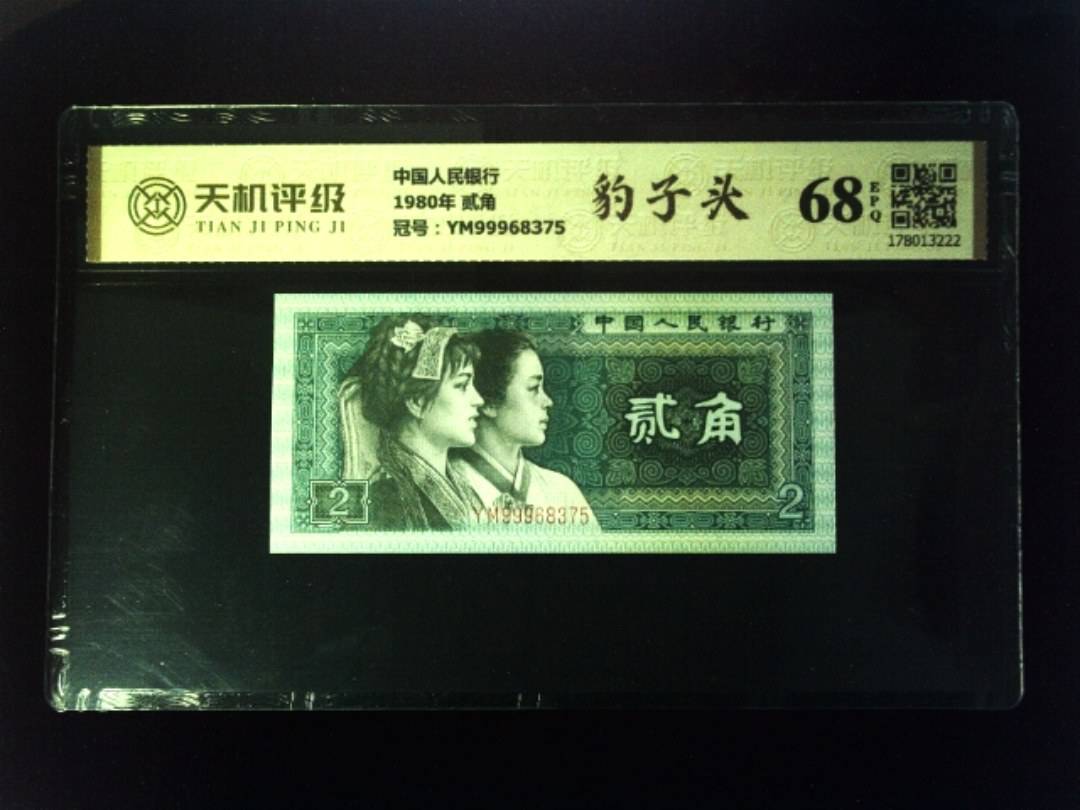 天机评级
TIAN JI PING JI
中国人民银行
1980年 贰角
冠号：YM99968375
豹子头
68
EPQ
178013222
中国人民银行
贰角
2
YM99968375
2